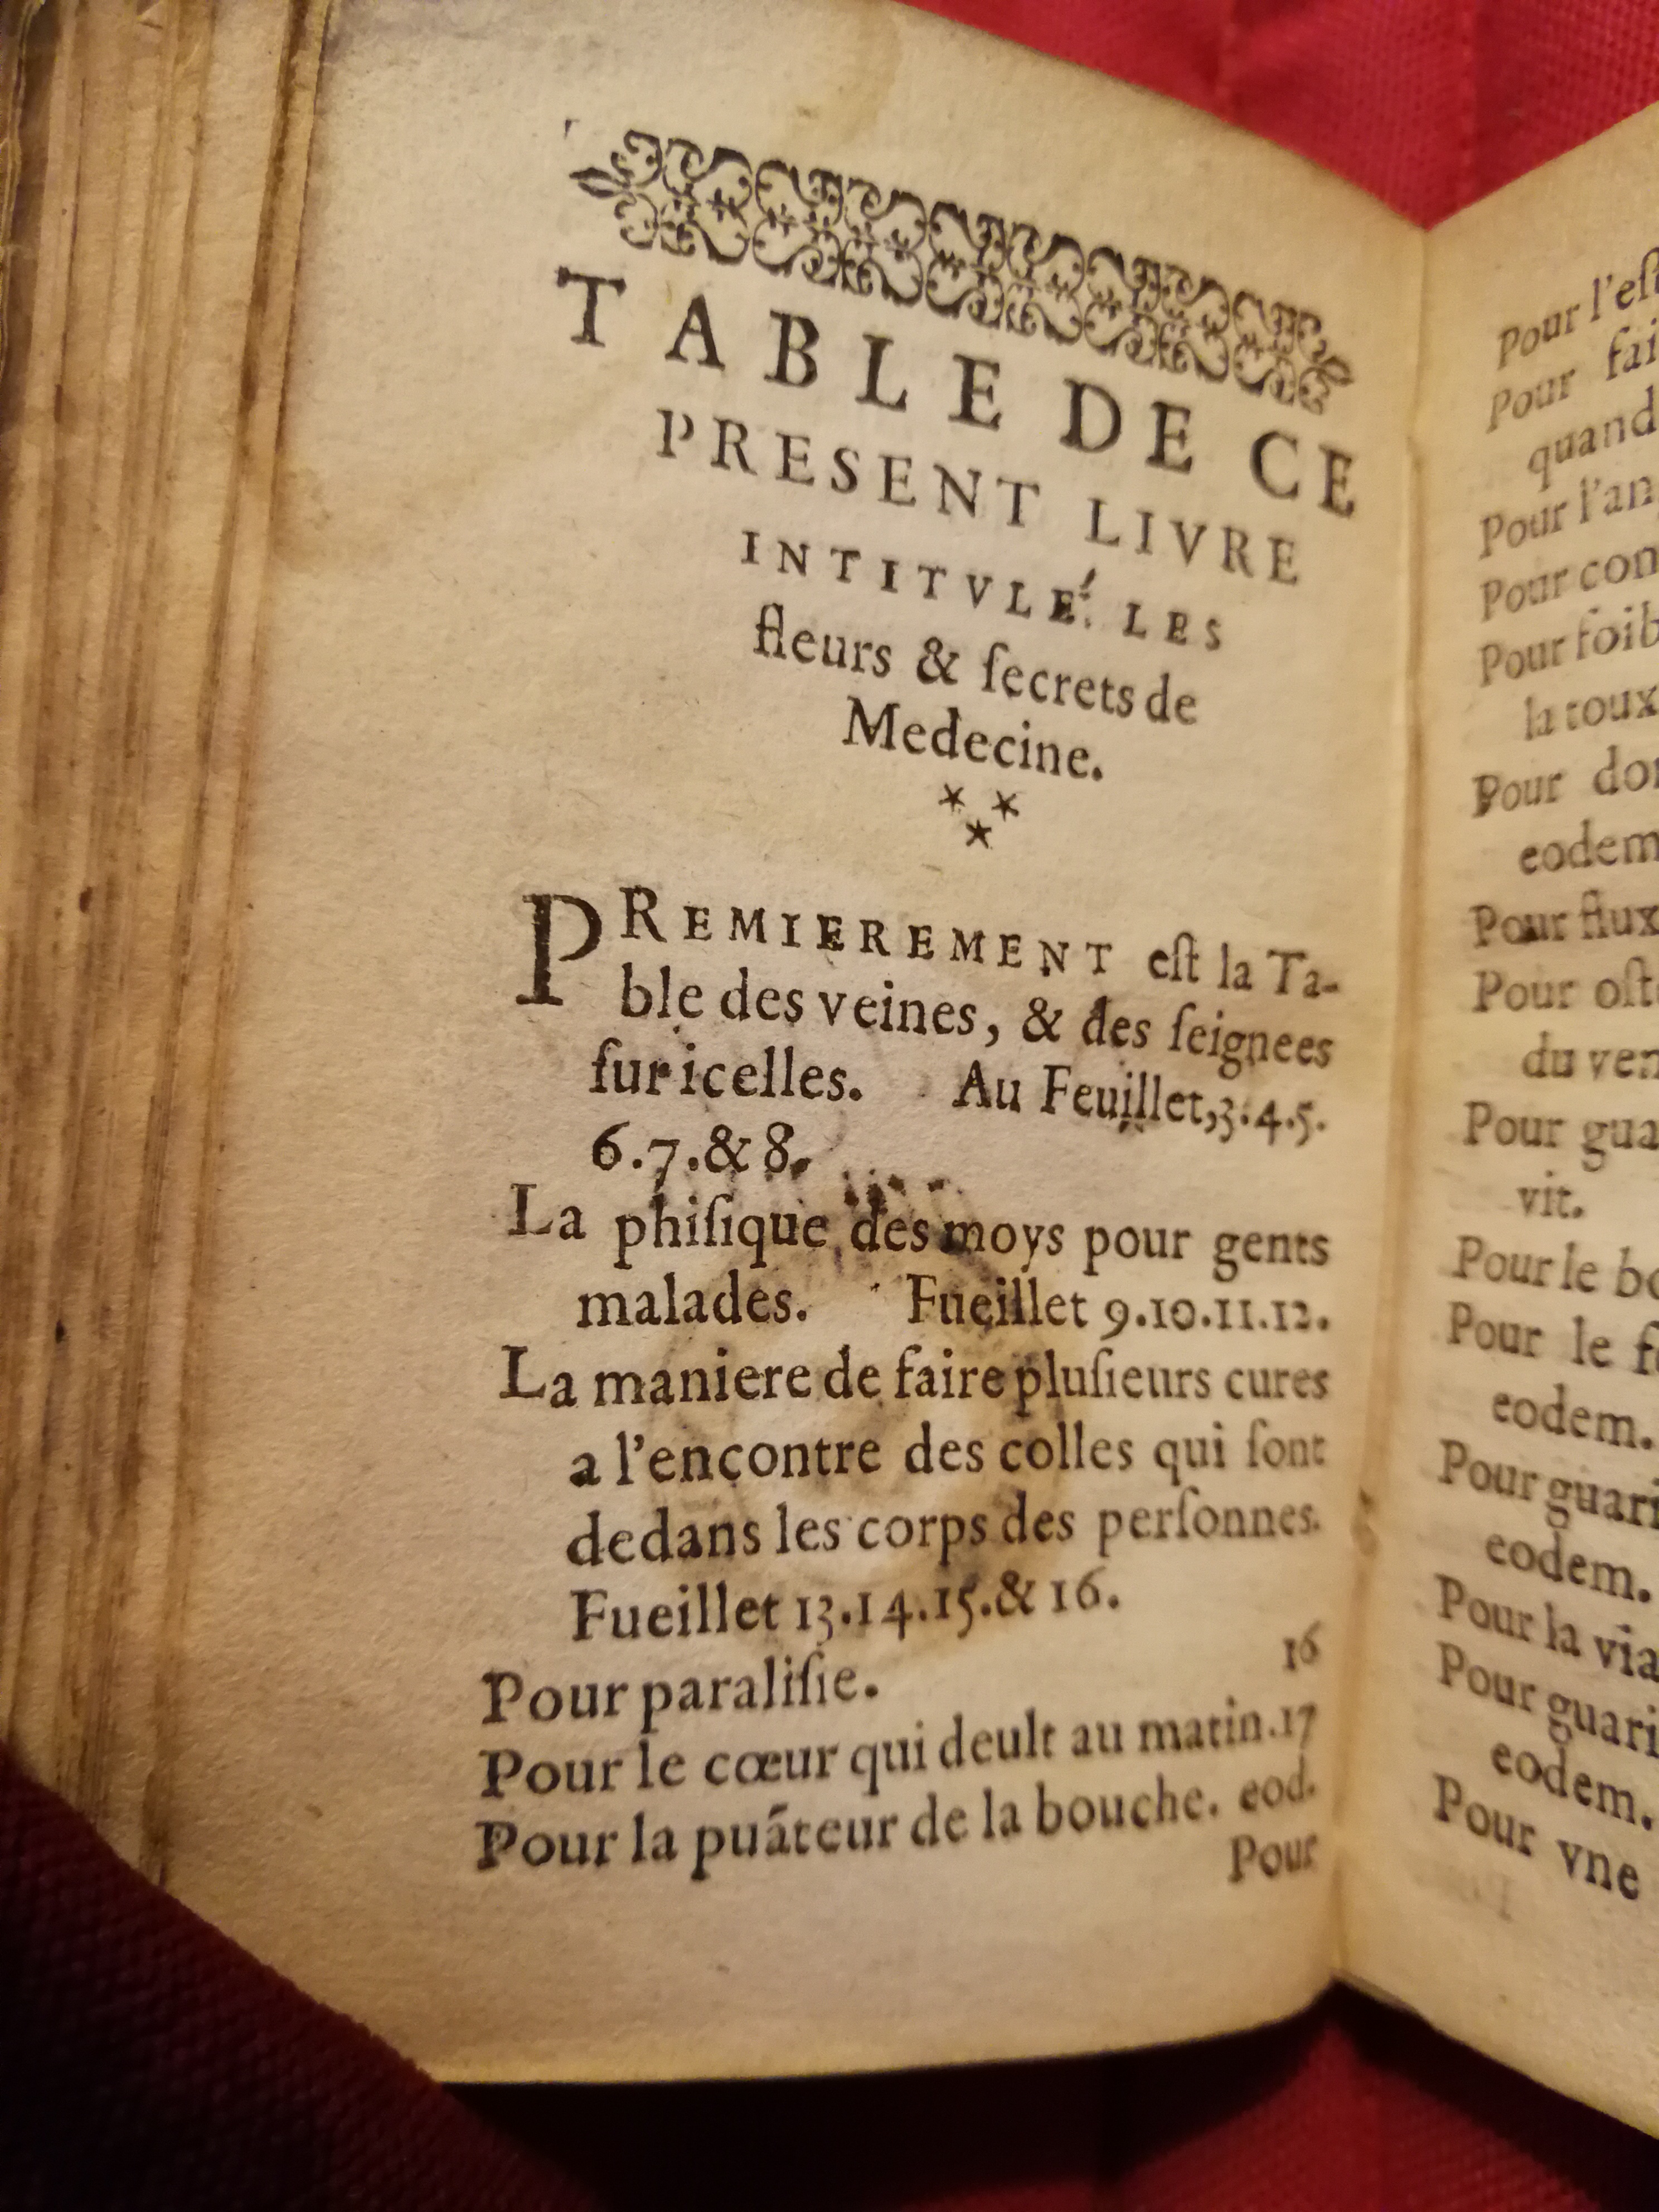 TABLE DE CE
PRESENT LIVRE
INTITVLÉ: LES
fleurs & ſecrets de
Medecine.
PREMIEREMENT eſt la Ta-
ble des veines, & des ſeignees
ſur icelles. Au Feuillet,3.4.5.
6.7.&8.
La phiſique des moys pour gents
malades. Fueillet 9.10.11.12.
La maniere de faire pluſieurs cures
a l'encontre des colles qui ſont
dedans les corps des perſonnes.
Fueillet 13.14.15.& 16.
Pour paraliſie. 16
Pour le cœur qui deult au matin.17
Pour la puãteur de la bouche. eod.
Pour
Pour l'eſt
Pour fai
quand
Pour l'an
Pour con
Pour foib
la toux
Pour don
eodem
Pour flux
Pour oſte
du ven
Pour gua
vit.
Pour le bo
Pour le fe
eodem.
Pour guari
eodem.
Pour la via
Pour guari
eodem.
Pour vne